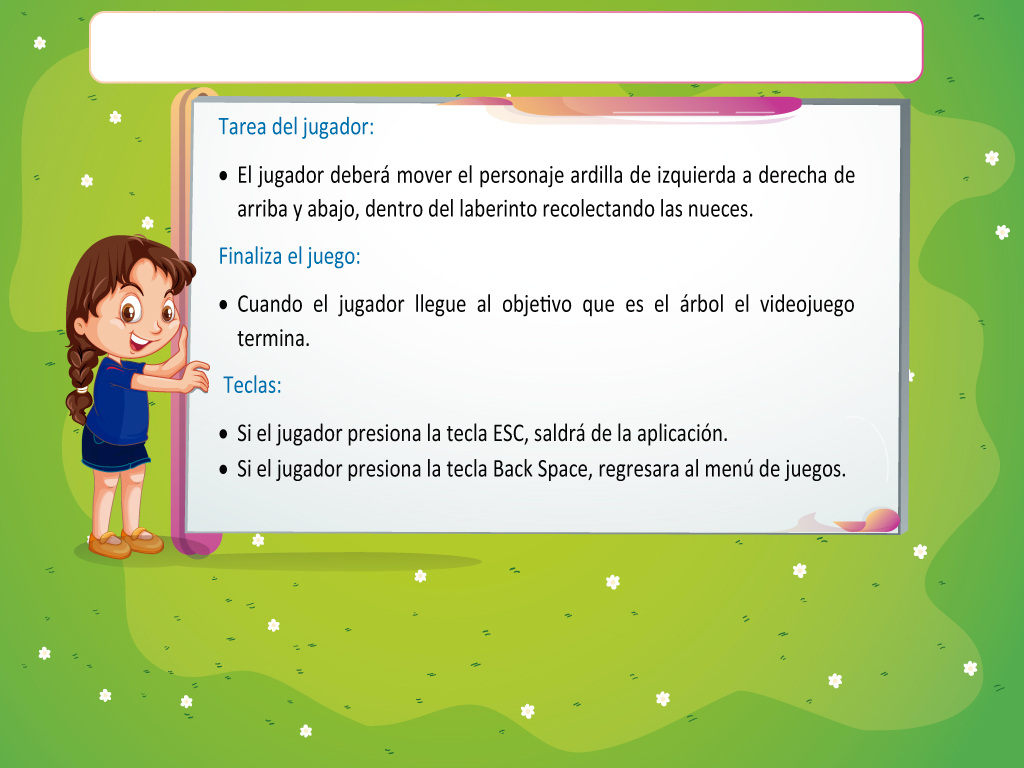 Tarea del jugador:
• El jugador deberá mover el personaje ardilla de izquierda a derecha de
arriba y abajo, dentro del laberinto recolectando las nueces.
Finaliza el juego:
• Cuando el jugador llegue al objetivo que es el árbol el videojuego
termina.
Teclas:
• Si el jugador presiona la tecla ESC, saldrá de la aplicación.
• Si el jugador presiona la tecla Back Space, regresara al menú de juegos.